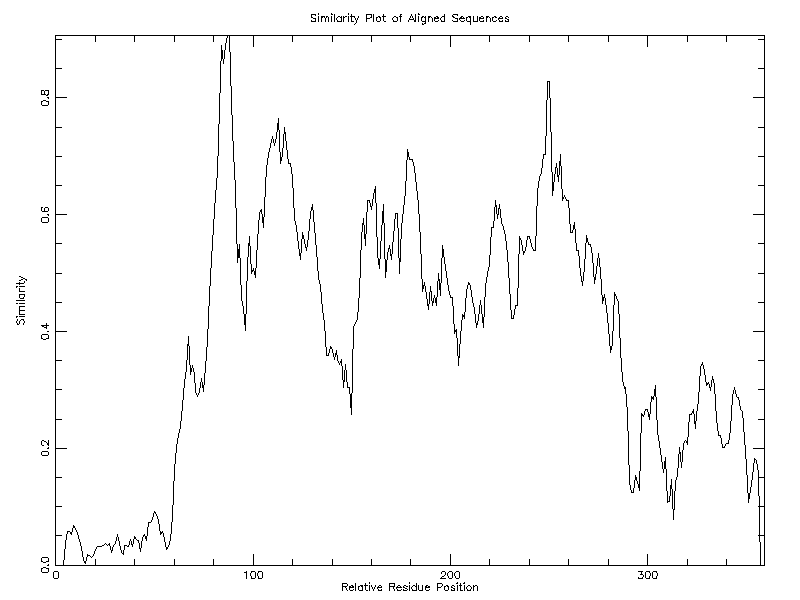 Similarity Plot of Aligned Sequences
0.8
0.6
Similarity
0.4
0.2
0.0
0 100 200 300
Relative Residue Position